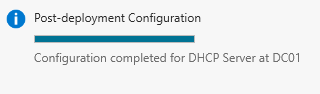 Post-deployment Configuration
Configuration completed for DHCP Server at DC01